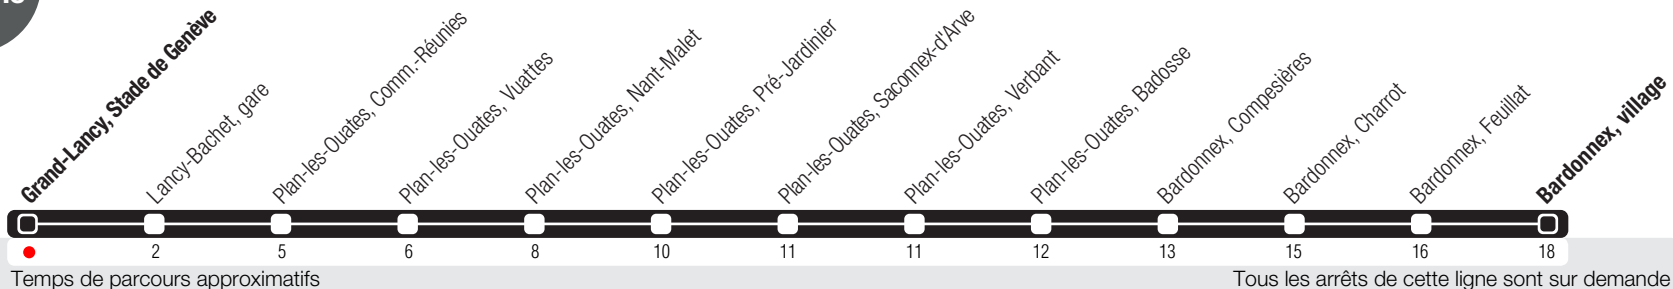 Grand-Lancy, Stade de Genève
Lancy-Bachet, gare
Plan-les-Ouates, Comm.-Réunies
Plan-les-Ouates, Vuattes
Plan-les-Ouates, Nant-Malet
Plan-les-Ouates, Pré-Jardinier
Plan-les-Ouates, Saconnex-d'Arve
Plan-les-Ouates, Verbant
Plan-les-Ouates, Badosse
Bardonnex, Compesières
Bardonnex, Charrot
Bardonnex, Feuillat
Bardonnex, village
2 5 6 8 10 11 11 12 13 15 16 18
Temps de parcours approximatifs
Tous les arrêts de cette ligne sont sur demande